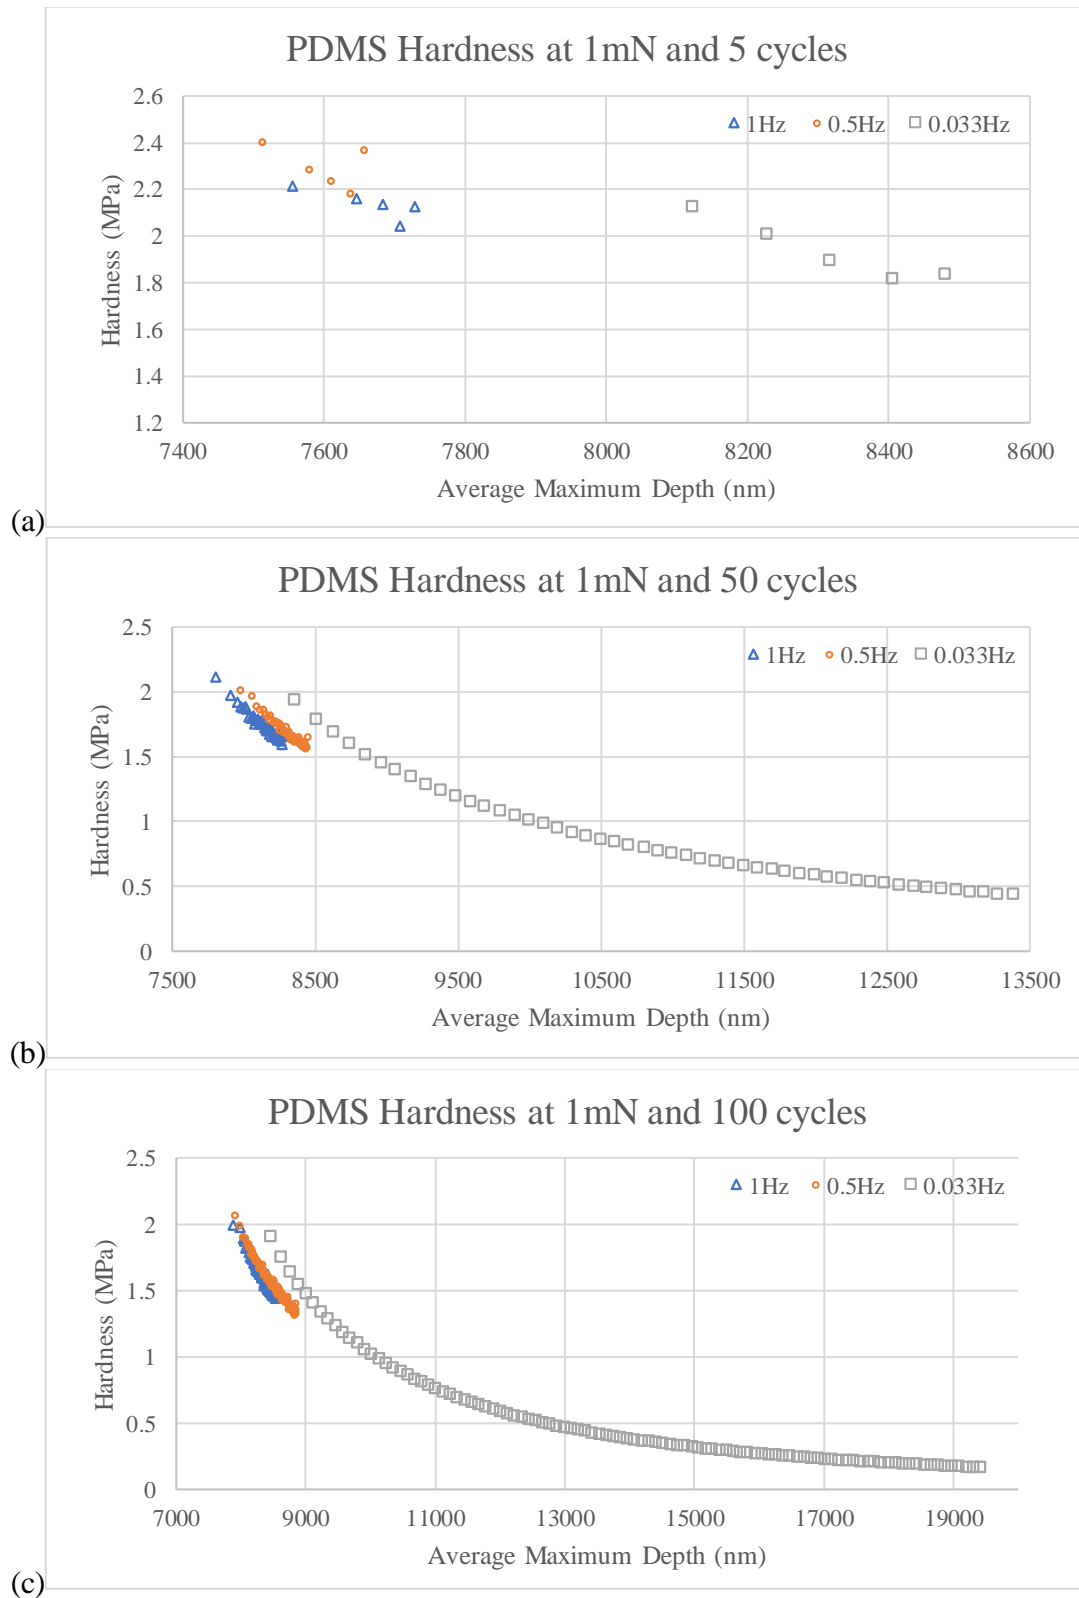 PDMS Hardness at 1mN and 5 cycles
1Hz 0.5Hz 0.033Hz
Hardness (MPa)
2.6
2.4
2.2
2
1.8
1.6
1.4
1.2
7400 7600 7800 8000 8200 8400 8600
Average Maximum Depth (nm)
(a)
PDMS Hardness at 1mN and 50 cycles
1Hz 0.5Hz 0.033Hz
Hardness (MPa)
2.5
2
1.5
1
0.5
0
7500 8500 9500 10500 11500 12500 13500
Average Maximum Depth (nm)
(b)
PDMS Hardness at 1mN and 100 cycles
1Hz 0.5Hz 0.033Hz
Hardness (MPa)
2.5
2
1.5
1
0.5
0
7000 9000 11000 13000 15000 17000 19000
Average Maximum Depth (nm)
(c)